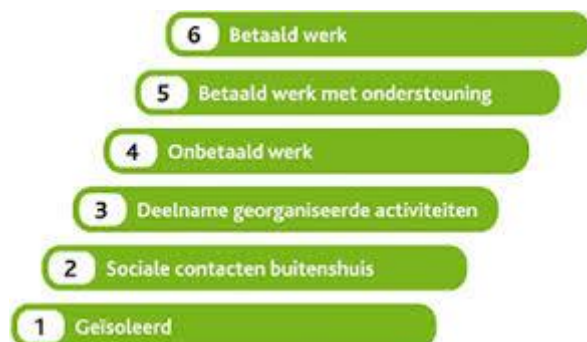 6 Betaald werk
5 Betaald werk met ondersteuning
4 Onbetaald werk
3 Deelname georganiseerde activiteiten
2 Sociale contacten buitenshuis
1 Geïsoleerd